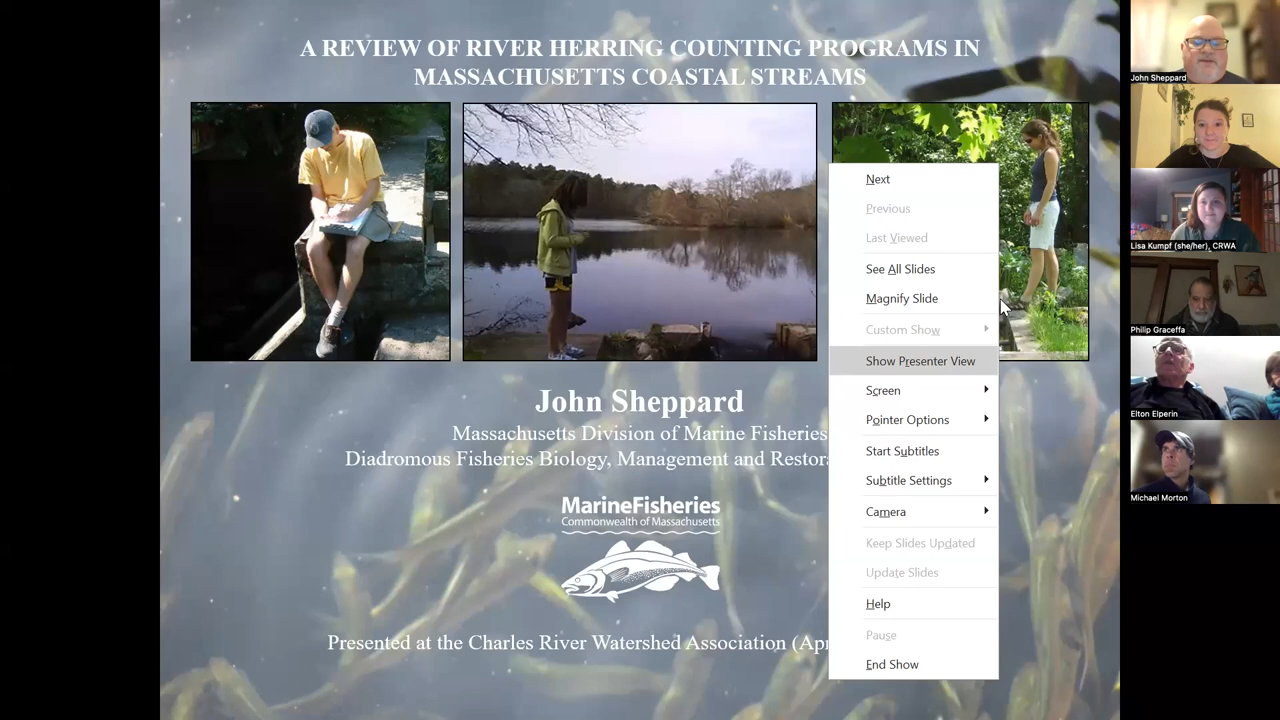 A REVIEW OF RIVER HERRING COUNTING PROGRAMS IN
MASSACHUSETTS COASTAL STREAMS
John Sheppard
Massachusetts Division of Marine Fisheries
Diadromous Fisheries Biology, Management and
MarineFisheries
Commonwealth of Massachusetts
Presented at the Charles River Watershed Association
Next
Previous
Last Viewed
See All Slides
Magnify Slide
Custom Show
Show Presenter View
Screen
Pointer Options
Start Subtitles
Subtitle Settings
Camera
Keep Slides Updated
Update Slides
Help
Pause
End Show
John Sheppard
Lisa Kumpf (she/her), CRWA
Philip Graceffa
Elton Elperin
Michael Morton